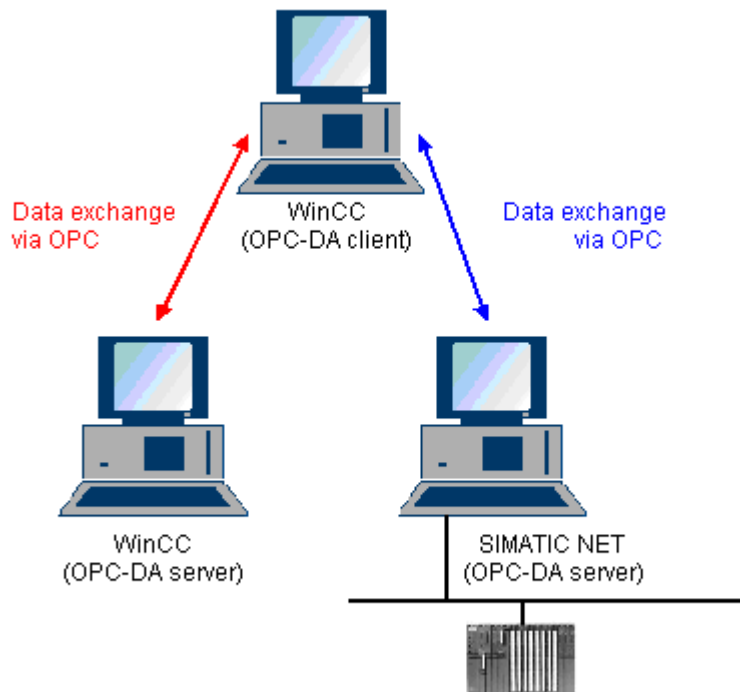 WinCC
(OPC-DA client)
Data exchange
via OPC
Data exchange
via OPC
WinCC
(OPC-DA server)
SIMATIC NET
(OPC-DA server)